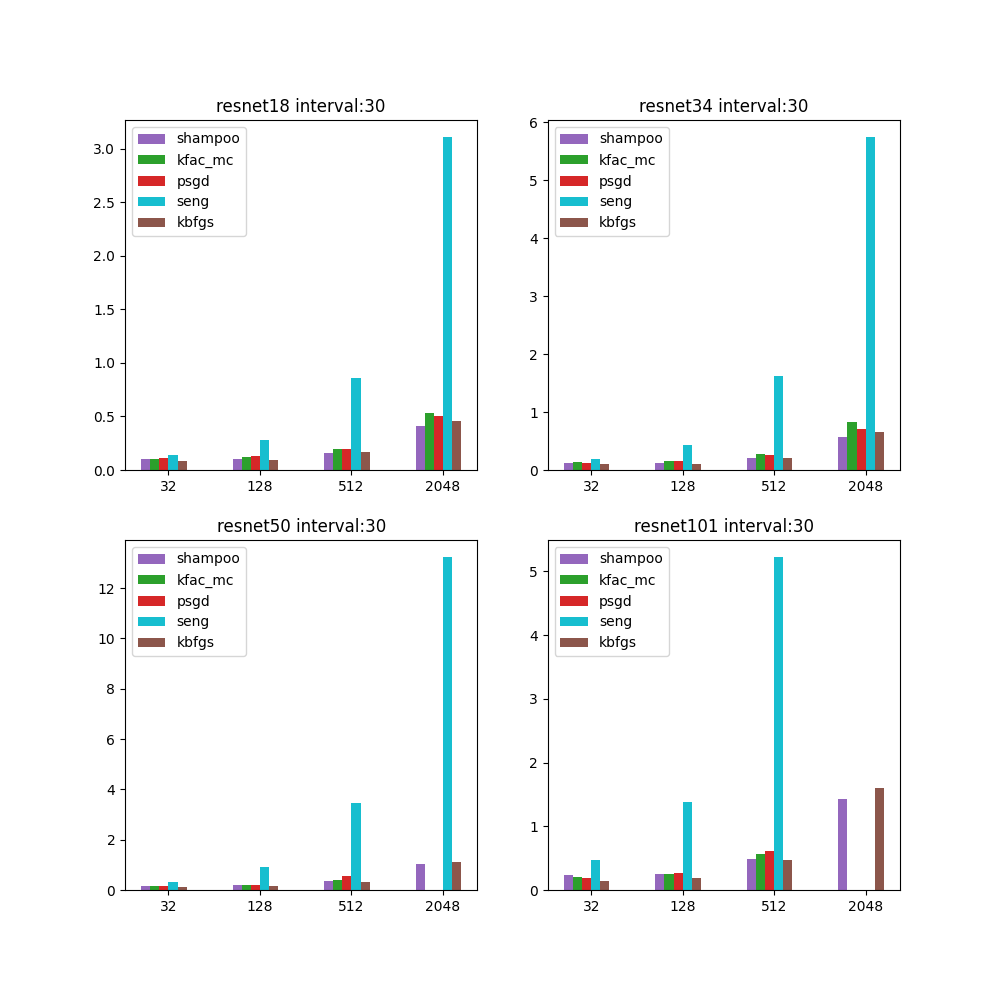 resnet18 interval:30
shampoo
kfac_mc
psgd
seng
kbfgs
3.0
2.5
2.0
1.5
1.0
0.5
0.0
32 128 512 2048
resnet34 interval:30
shampoo
kfac_mc
psgd
seng
kbfgs
6
5
4
3
2
1
0
32 128 512 2048
resnet50 interval:30
shampoo
kfac_mc
psgd
seng
kbfgs
12
10
8
6
4
2
0
32 128 512 2048
resnet101 interval:30
shampoo
kfac_mc
psgd
seng
kbfgs
5
4
3
2
1
0
32 128 512 2048